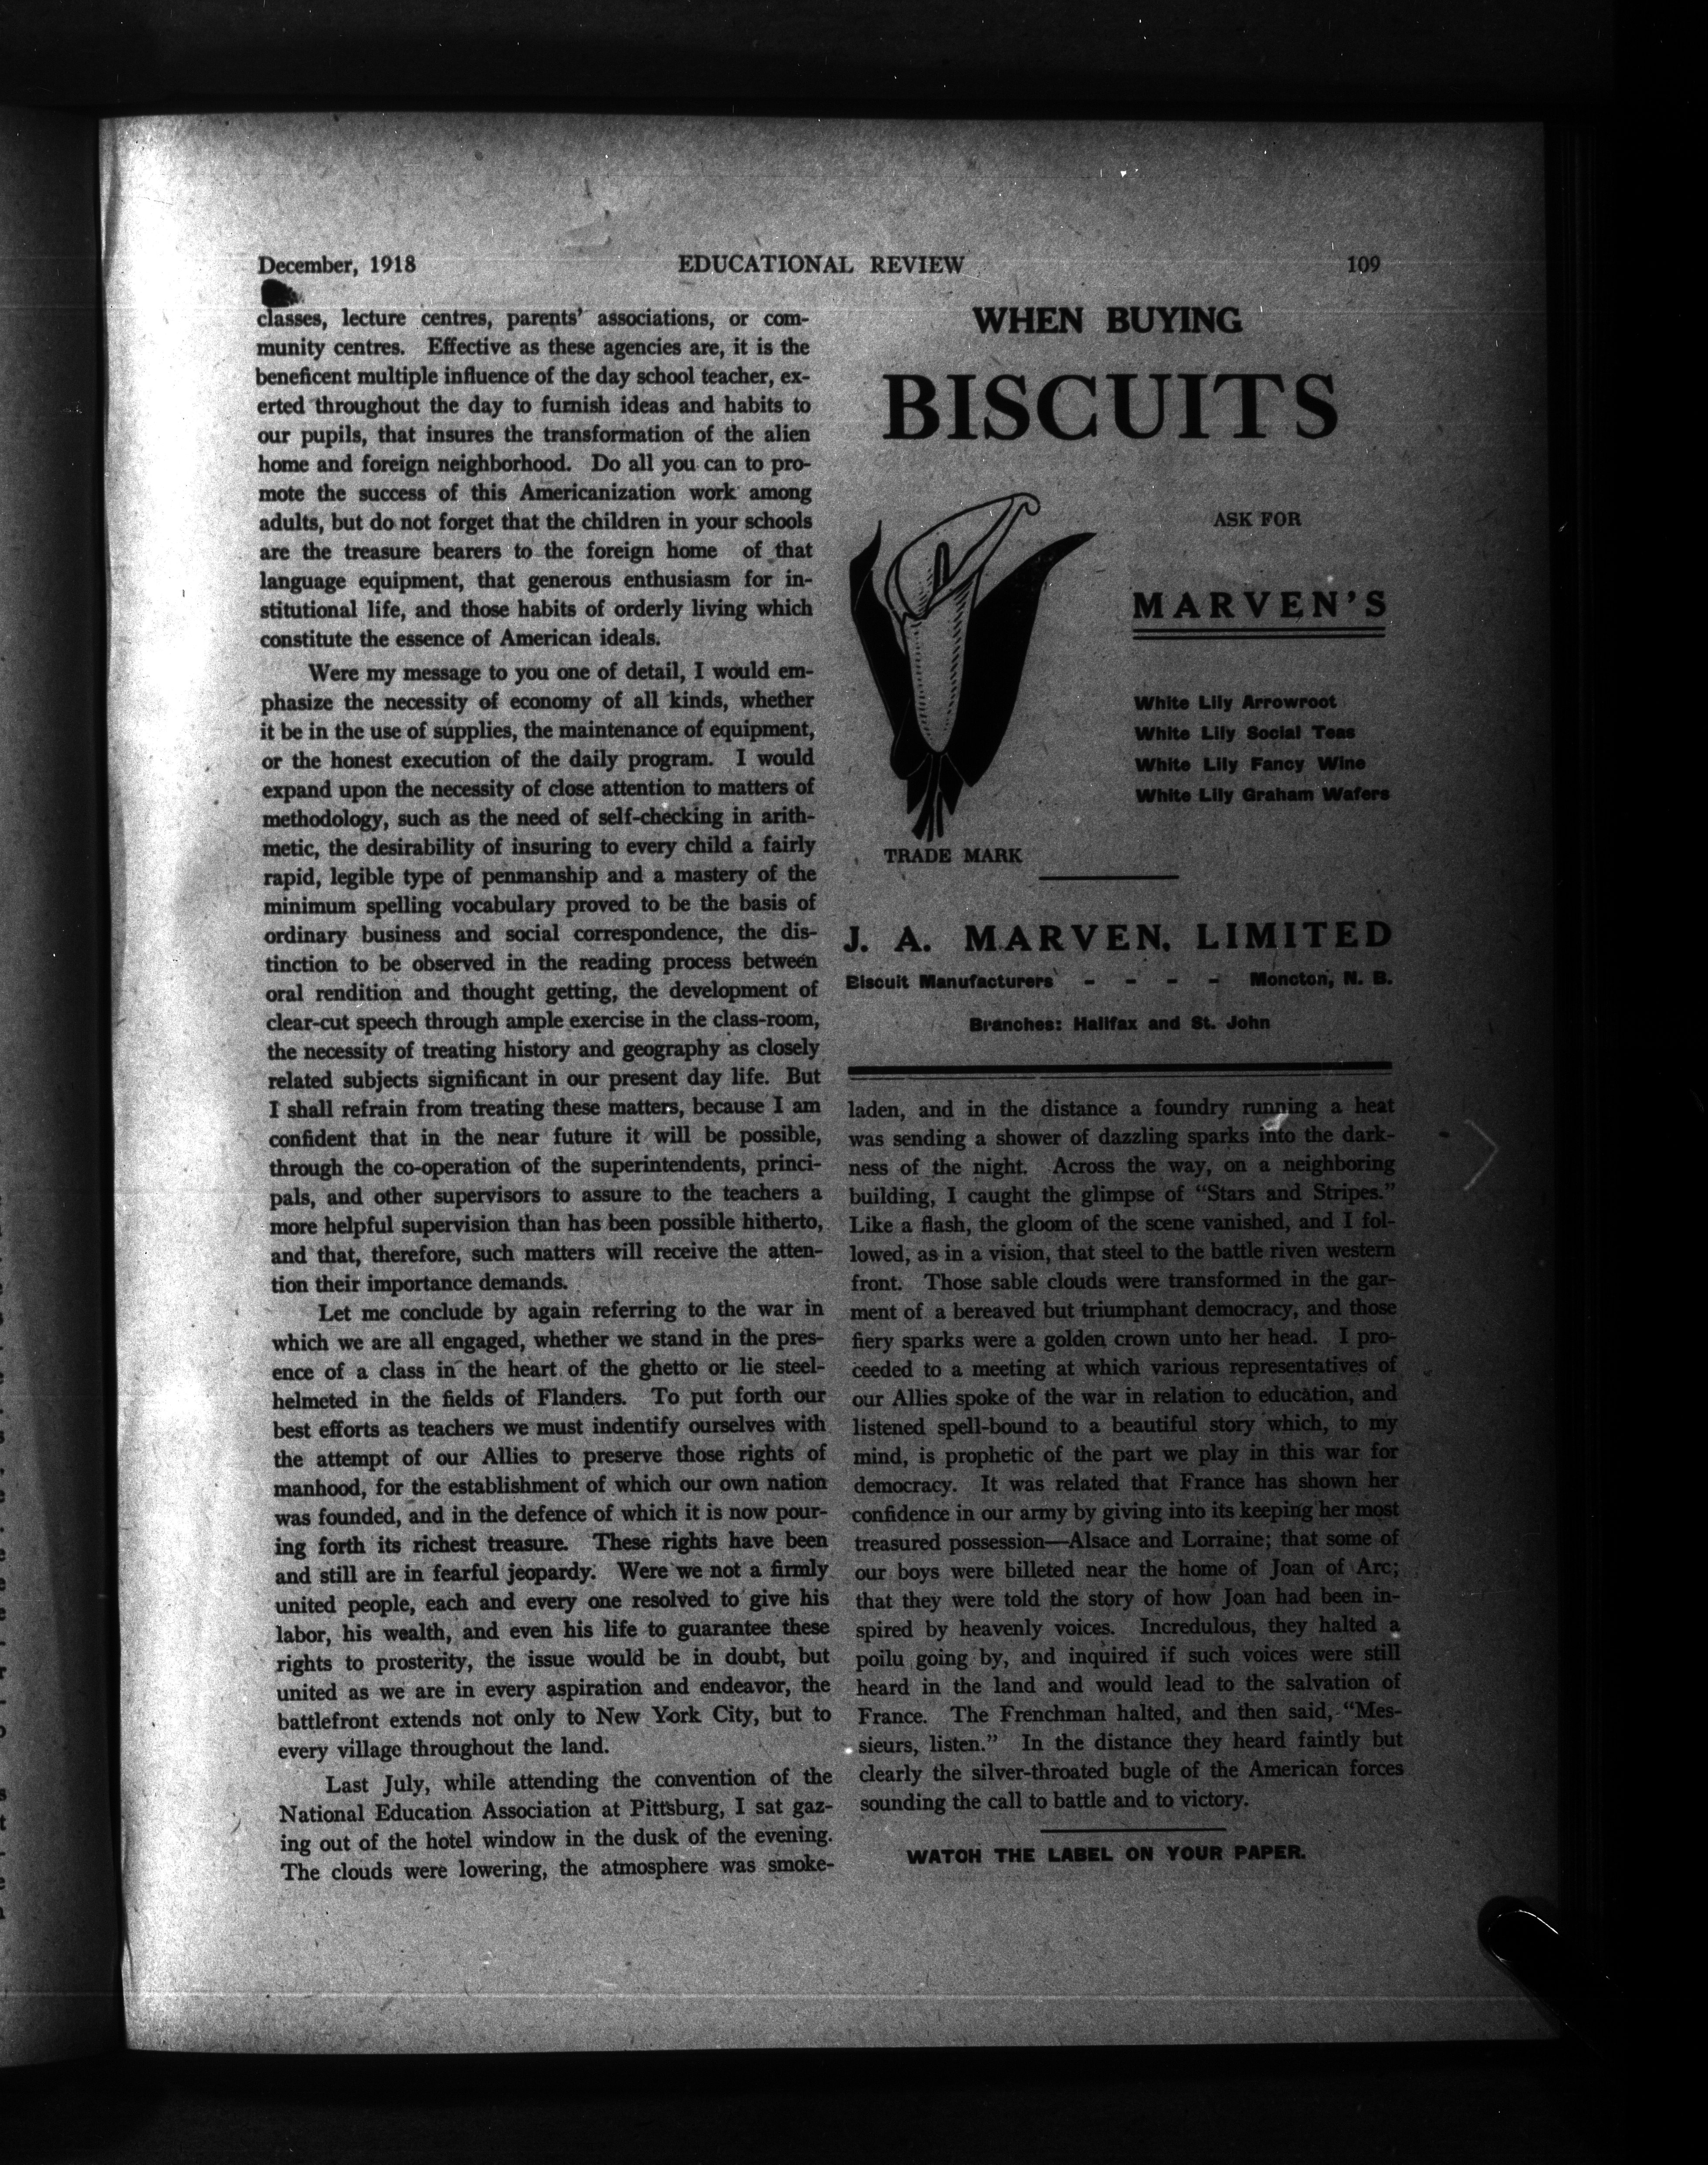 December, 1918
EDUCATIONAL REVIEW
109
classes, lecture centres, parents' associations, or com-
munity centres. Effective as these agencies are, it is the
beneficent multiple influence of the day school teacher, ex-
erted throughout the day to furnish ideas and habits to
our pupils, that insures the transformation of the alien
home and foreign neighborhood. Do all you can to pro-
mote the success of this Americanization work among
adults, but do not forget that the children in your schools
are the treasure bearers to the foreign home of that
language equipment, that generous enthusiasm for in-
stitutional life, and those habits of orderly living which
constitute the essence of American ideals.
Were my message to you one of detail, I would em-
phasize the necessity of economy of all kinds, whether
it be in the use of supplies, the maintenance of equipment,
or the honest execution of the daily program. I would
expand upon the necessity of close attention to matters of
methodology, such as the need of self-checking in arith-
metic, the desirability of insuring to every child a fairly
rapid, legible type of penmanship and a mastery of the
minimum spelling vocabulary proved to be the basis of
ordinary business and social correspondence, the dis-
tinction to be observed in the reading process between
oral rendition and thought getting, the development of
clear-cut speech through ample exercise in the class-room,
the necessity of treating history and geography as closely
related subjects significant in our present day life. But
I shall refrain from treating these matters, because I am
confident that in the near future it will be possible,
through the co-operation of the superintendents, princi-
pals, and other supervisors to assure to the teachers a
more helpful supervision than has been possible hitherto,
and that, therefore, such matters will receive the atten-
tion their importance demands.
Let me conclude by again referring to the war in
which we are all engaged, whether we stand in the pres-
ence of a class in the heart of the ghetto or lie steel-
helmeted in the fields of Flanders. To put forth our
best efforts as teachers we must indentify ourselves with
the attempt of our Allies to preserve those rights of
manhood, for the establishment of which our own nation
was founded, and in the defence of which it is now pour-
ing forth its richest treasure. These rights have been
and still are in fearful jeopardy. Were we not a firmly
united people, each and every one resolved to give his
labor, his wealth, and even his life to guarantee these
rights to prosterity, the issue would be in doubt, but
united as we are in every aspiration and endeavor, the
battlefront extends not only to New York City, but to
every village throughout the land.
Last July, while attending the convention of the
National Education Association at Pittsburg, I sat gaz-
ing out of the hotel window in the dusk of the evening.
The clouds were lowering, the atmosphere was smoke-
WHEN BUYING
BISCUITS
ASK FOR
MARVEN'S
White Lily Arrowroot
White Lily Social Teas
White Lily Fancy Wine
White Lily Graham Wafers
TRADE MARK
J. A. MARVEN, LIMITED
Biscuit Manufacturers - - - - Moncton, N. B.
Branches: Halifax and St. John
laden, and in the distance a foundry running a heat
was sending a shower of dazzling sparks into the dark-
ness of the night. Across the way, on a neighboring
building, I caught the glimpse of "Stars and Stripes."
Like a flash, the gloom of the scene vanished, and I fol-
lowed, as in a vision, that steel to the battle riven western
front. Those sable clouds were transformed in the gar-
ment of a bereaved but triumphant democracy, and those
fiery sparks were a golden crown unto her head. I pro-
ceeded to a meeting at which various representatives of
our Allies spoke of the war in relation to education, and
listened spell-bound to a beautiful story which, to my
mind, is prophetic of the part we play in this war for
democracy. It was related that France has shown her
confidence in our army by giving into its keeping her most
treasured possession—Alsace and Lorraine; that some of
our boys were billeted near the home of Joan of Arc;
that they were told the story of how Joan had been in-
spired by heavenly voices. Incredulous, they halted a
poilu going by, and inquired if such voices were still
heard in the land and would lead to the salvation of
France. The Frenchman halted, and then said, "Mes-
sieurs, listen." In the distance they heard faintly but
clearly the silver-throated bugle of the American forces
sounding the call to battle and to victory.
WATCH THE LABEL ON YOUR PAPER.